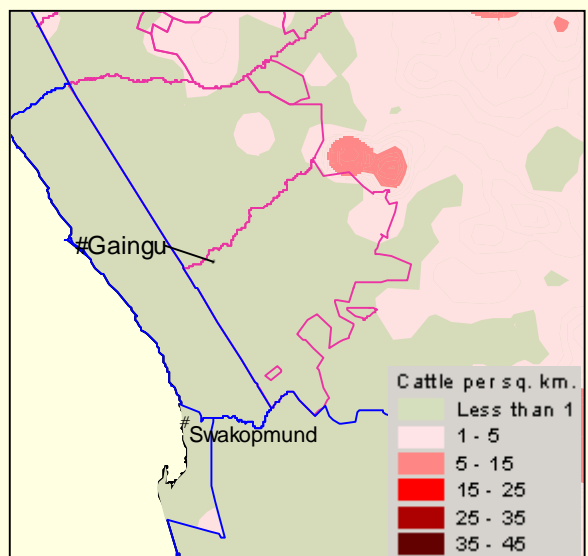 #Gaingu
#
Swakopmund
Cattle per sq. km.
Less than 1
1 - 5
5 - 15
15 - 25
25 - 35
35 - 45